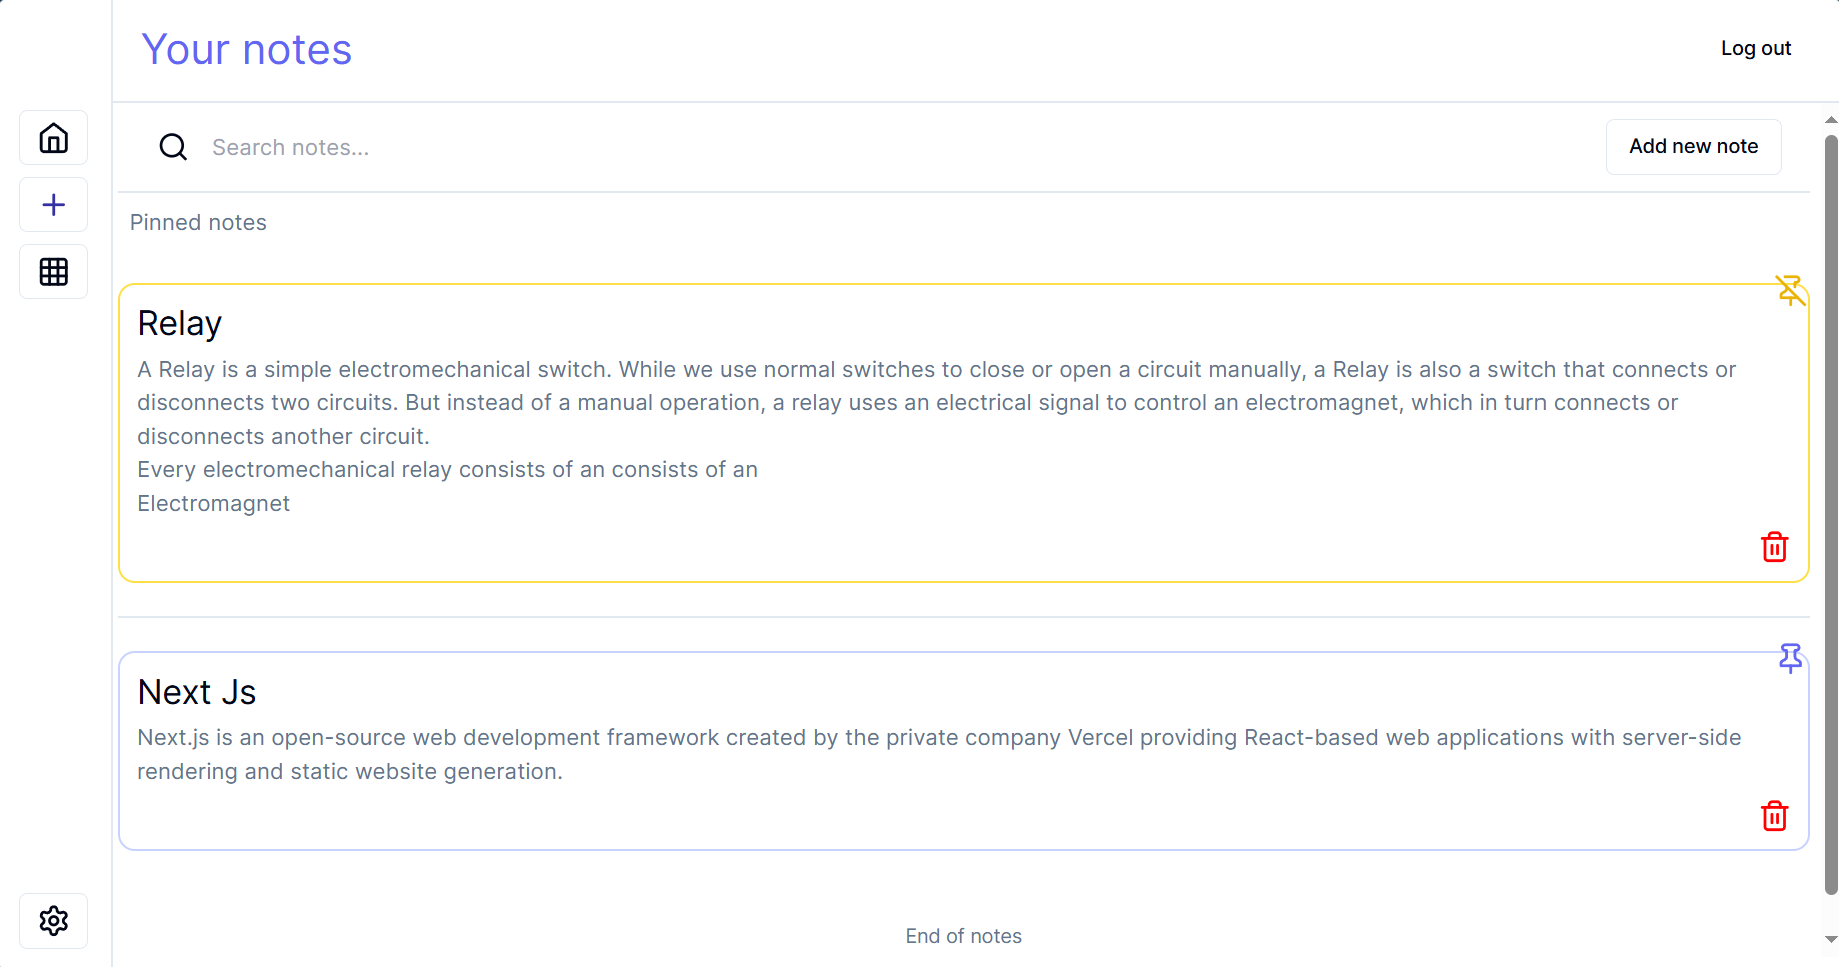 Your notes
Log out
Search notes...
Add new note
Pinned notes
Relay
A Relay is a simple electromechanical switch. While we use normal switches to close or open a circuit manually, a Relay is also a switch that connects or
disconnects two circuits. But instead of a manual operation, a relay uses an electrical signal to control an electromagnet, which in turn connects or
disconnects another circuit.
Every electromechanical relay consists of an consists of an
Electromagnet
Next Js
Next.js is an open-source web development framework created by the private company Vercel providing React-based web applications with server-side
rendering and static website generation.
End of notes